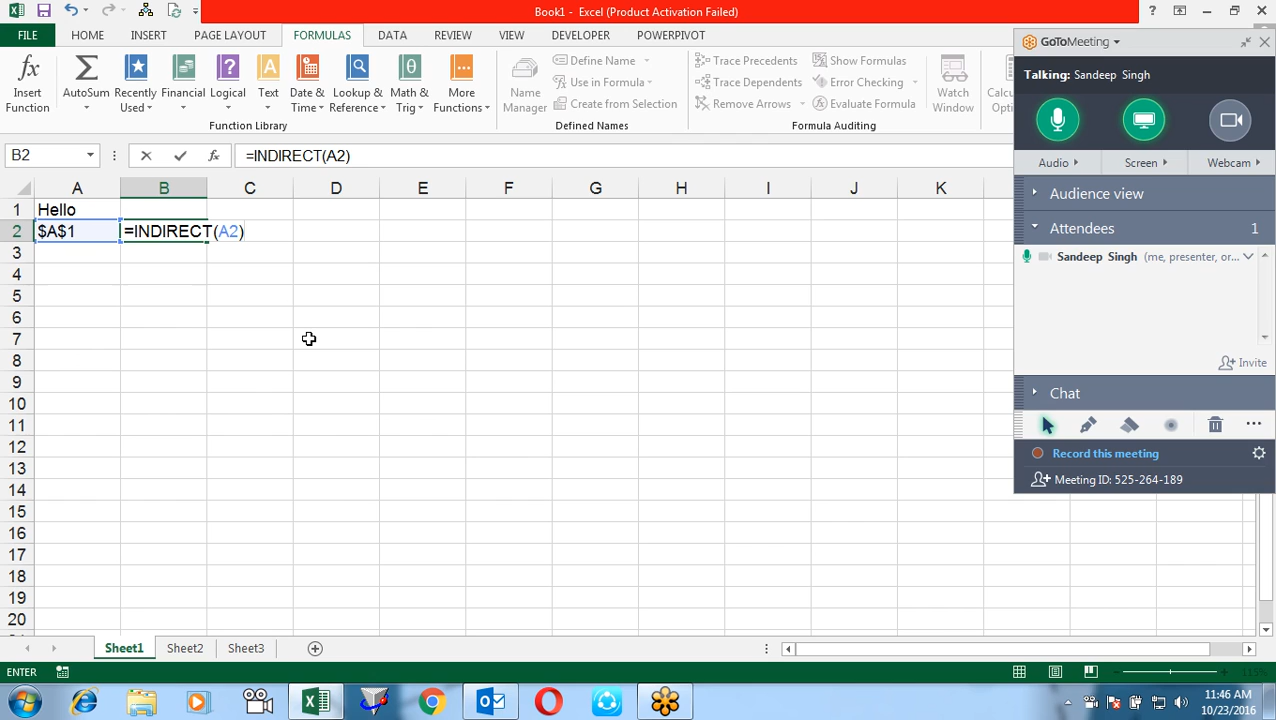 Book1 - Excel (Product Activation Failed)
FILE HOME INSERT PAGE LAYOUT FORMULAS DATA REVIEW VIEW DEVELOPER POWERPIVOT
Insert Function
AutoSum
Recently Used
Financial
Logical
Text
Date & Time
Lookup & Reference
Math & Trig
More Functions
Function Library
Name Manager
Define Name
Use in Formula
Create from Selection
Defined Names
Trace Precedents
Trace Dependents
Remove Arrows
Show Formulas
Error Checking
Evaluate Formula
Formula Auditing
Watch Window
B2 fx =INDIRECT(A2)
A B C D E F G H I J K
1 Hello
2 $A$1 =INDIRECT(A2)
3
4
5
6
7
8
9
10
11
12
13
14
15
16
17
18
19
20
Sheet1 Sheet2 Sheet3
ENTER
GoToMeeting
Talking: Sandeep Singh
Audio Screen Webcam
Audience view
Attendees 1
Sandeep Singh (me, presenter, or...
Invite
Chat
Record this meeting
Meeting ID: 525-264-189
11:46 AM
10/23/2016